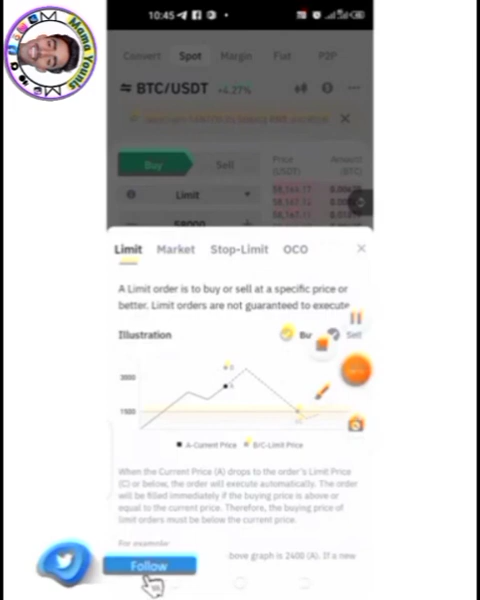 10:45
Mama Younis
Convert Spot Margin Fiat P2P
BTC/USDT +4.27%
Buy Sell
Price Amount
(USDT) (BTC)
Limit
58000
Limit Market Stop-Limit OCO
A Limit order is to buy or sell at a specific price or
better. Limit orders are not guaranteed to execute
Illustration Bu Sell
3000
1500
A-Current Price B/C-Limit Price
When the Current Price (A) drops to the order's Limit Price
(C) or below, the order will execute automatically. The order
will be filled immediately if the buying price is above or
equal to the current price. Therefore, the buying price of
limit orders must be below the current price.
For example:
bove graph is 2400 (A). If a new
Follow